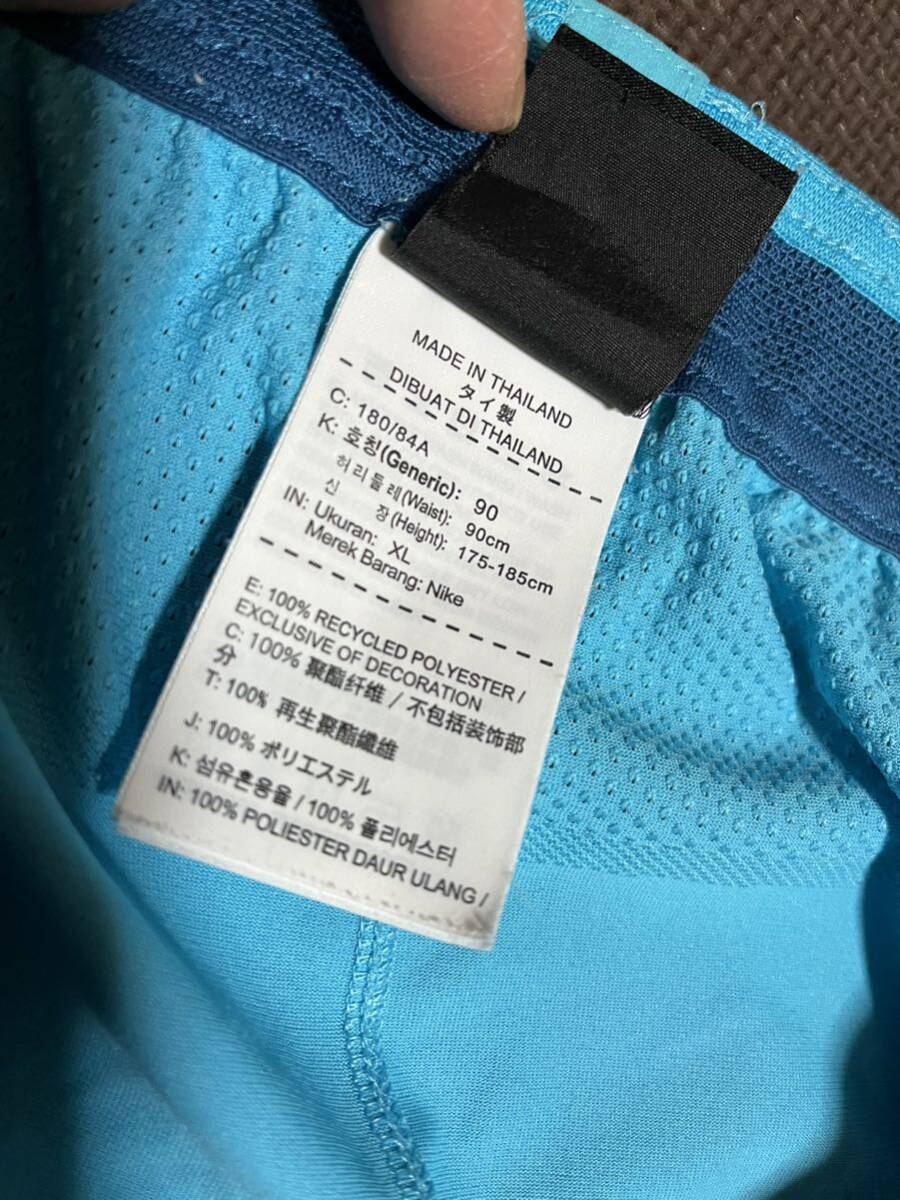 MADE IN THAILAND
タイ製
DIBUAT DI THAILAND
C: 180/84A
K: 호칭(Generic): 90
허리둘레(Waist): 90cm
신 장(Height): 175-185cm
IN: Ukuran: XL
Merek Barang: Nike
E: 100% RECYCLED POLYESTER /
EXCLUSIVE OF DECORATION
C: 100% 聚酯纤维 / 不包括装饰部
分
T: 100% 再生聚酯纖維
J: 100% ポリエステル
K: 섬유혼용율 / 100% 폴리에스터
IN: 100% POLIESTER DAUR ULANG /